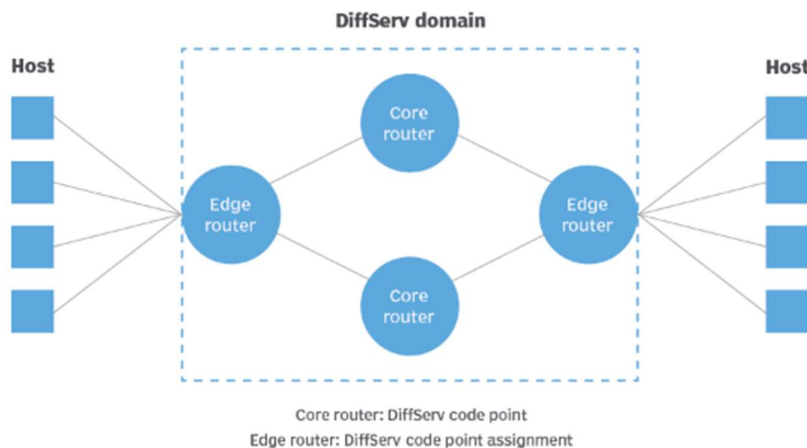 DiffServ domain
Host
Host
Core
router
Edge
router
Edge
router
Core
router
Core router: DiffServ code point
Edge router: DiffServ code point assignment